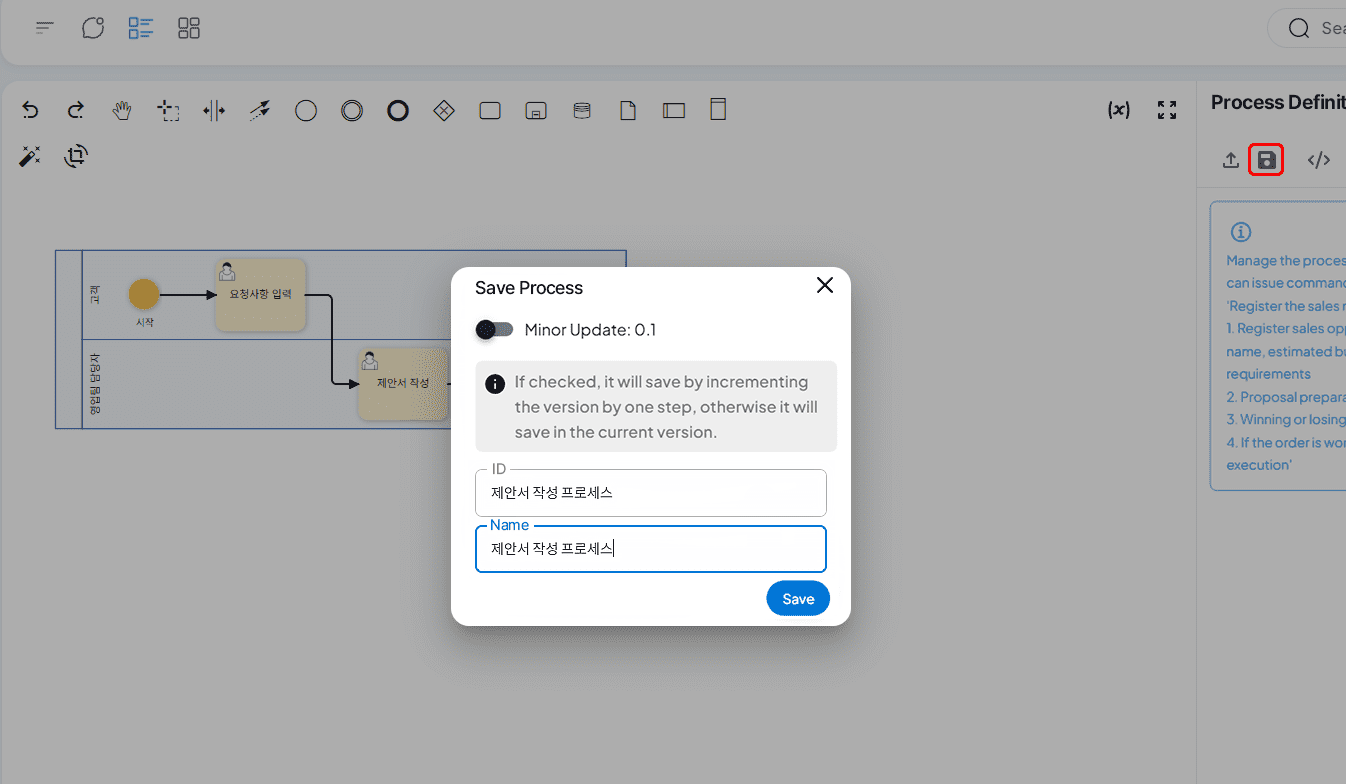 Sea
(x)
Process Definit
</>
Manage the proces
can issue comman
'Register the sales
1. Register sales op
name, estimated b
requirements
2. Proposal prepara
3. Winning or losing
4. If the order is wo
execution'
고객
시작
요청사항 입력
영업팀 담당자
제안서 작성
Save Process
Minor Update: 0.1
If checked, it will save by incrementing
the version by one step, otherwise it will
save in the current version.
ID
제안서 작성 프로세스
Name
제안서 작성 프로세스
Save